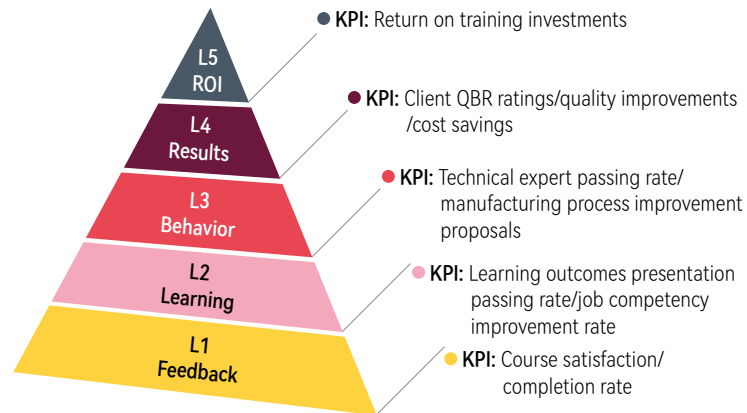 L5
ROI
KPI: Return on training investments
L4
Results
KPI: Client QBR ratings/quality improvements
/cost savings
L3
Behavior
KPI: Technical expert passing rate/
manufacturing process improvement
proposals
L2
Learning
KPI: Learning outcomes presentation
passing rate/job competency
improvement rate
L1
Feedback
KPI: Course satisfaction/
completion rate